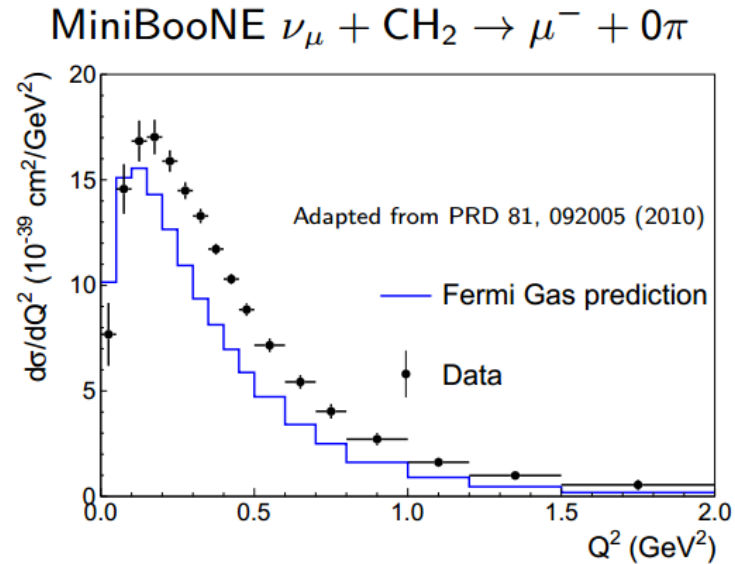 MiniBooNE νμ + CH₂ → μ⁻ + 0π
dσ/dQ² (10⁻³⁹ cm²/GeV²)
20
15
10
5
0
Adapted from PRD 81, 092005 (2010)
Fermi Gas prediction
Data
0.0 0.5 1.0 1.5 2.0
Q² (GeV²)